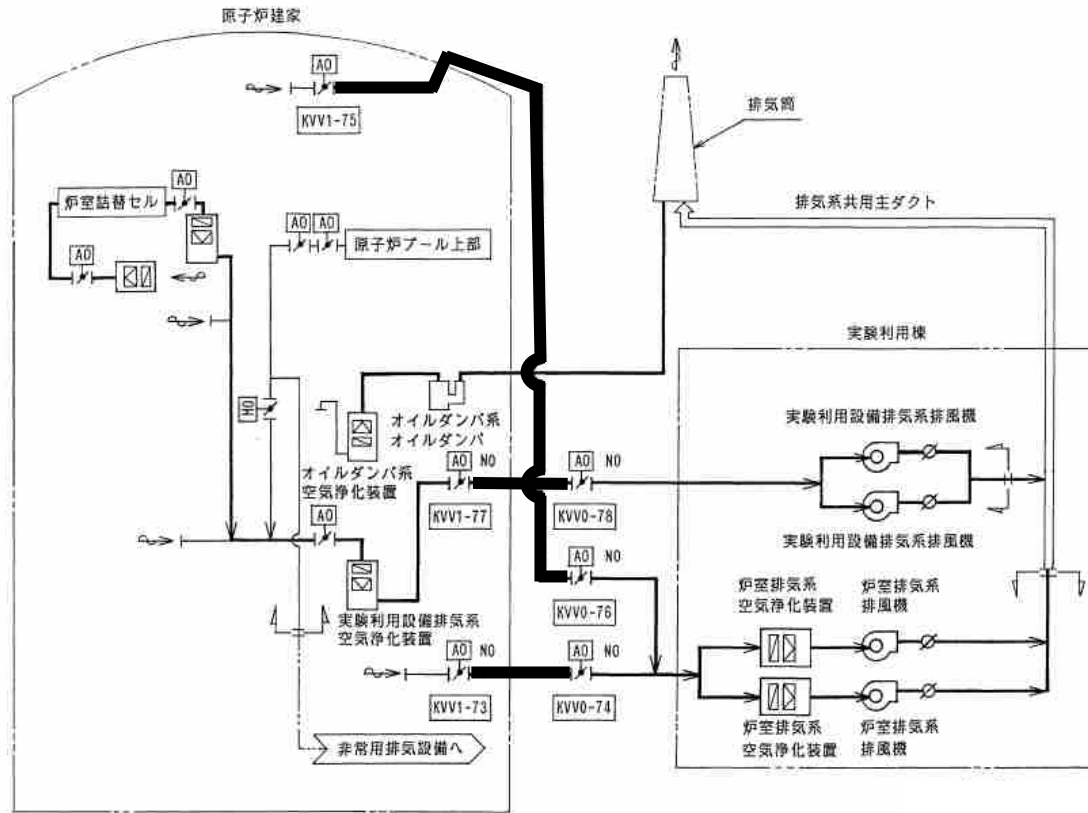 原子炉建家
AO
KVV1-75
排気筒
AO
炉室詰替セル
排気系共用主ダクト
AO AO
原子炉プール上部
AO
実験利用棟
HO
オイルダンパ系
オイルダンパ
実験利用設備排気系排風機
オイルダンパ系
空気浄化装置
AO NO
AO NO
KVV1-77
KVV0-78
AO
実験利用設備排気系排風機
AO NO
KVV0-76
炉室排気系
空気浄化装置
炉室排気系
排風機
実験利用設備排気系
空気浄化装置
AO NO
AO NO
KVV1-73
KVV0-74
炉室排気系
空気浄化装置
炉室排気系
排風機
非常用排気設備へ